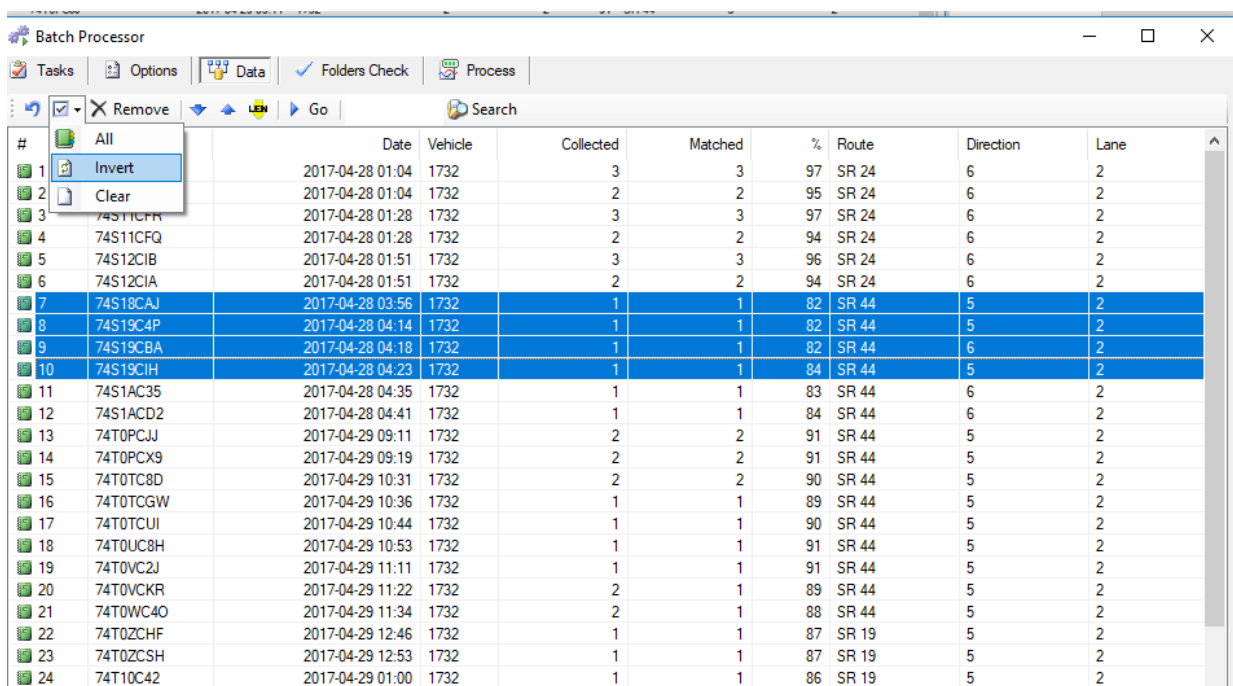 Batch Processor
Tasks Options Data Folders Check Process
Remove LEN Go Search
All
Invert
Clear
# Date Vehicle Collected Matched % Route Direction Lane
1 2017-04-28 01:04 1732 3 3 97 SR 24 6 2
2 2017-04-28 01:04 1732 2 2 95 SR 24 6 2
3 74S11CFR 2017-04-28 01:28 1732 3 3 97 SR 24 6 2
4 74S11CFQ 2017-04-28 01:28 1732 2 2 94 SR 24 6 2
5 74S12CIB 2017-04-28 01:51 1732 3 3 96 SR 24 6 2
6 74S12CIA 2017-04-28 01:51 1732 2 2 94 SR 24 6 2
7 74S18CAJ 2017-04-28 03:56 1732 1 1 82 SR 44 5 2
8 74S19C4P 2017-04-28 04:14 1732 1 1 82 SR 44 5 2
9 74S19CBA 2017-04-28 04:18 1732 1 1 82 SR 44 6 2
10 74S19CIH 2017-04-28 04:23 1732 1 1 84 SR 44 5 2
11 74S1AC35 2017-04-28 04:35 1732 1 1 83 SR 44 6 2
12 74S1ACD2 2017-04-28 04:41 1732 1 1 84 SR 44 6 2
13 74T0PCJJ 2017-04-29 09:11 1732 2 2 91 SR 44 5 2
14 74T0PCX9 2017-04-29 09:19 1732 2 2 91 SR 44 5 2
15 74T0TC8D 2017-04-29 10:31 1732 2 2 90 SR 44 5 2
16 74T0TCGW 2017-04-29 10:36 1732 1 1 89 SR 44 5 2
17 74T0TCUI 2017-04-29 10:44 1732 1 1 90 SR 44 5 2
18 74T0UC8H 2017-04-29 10:53 1732 1 1 91 SR 44 5 2
19 74T0VC2J 2017-04-29 11:11 1732 1 1 91 SR 44 5 2
20 74T0VCKR 2017-04-29 11:22 1732 2 1 89 SR 44 5 2
21 74T0WC4O 2017-04-29 11:34 1732 2 1 88 SR 44 5 2
22 74T0ZCHF 2017-04-29 12:46 1732 1 1 87 SR 19 5 2
23 74T0ZCSH 2017-04-29 12:53 1732 1 1 87 SR 19 5 2
24 74T10C42 2017-04-29 01:00 1732 1 1 86 SR 19 5 2